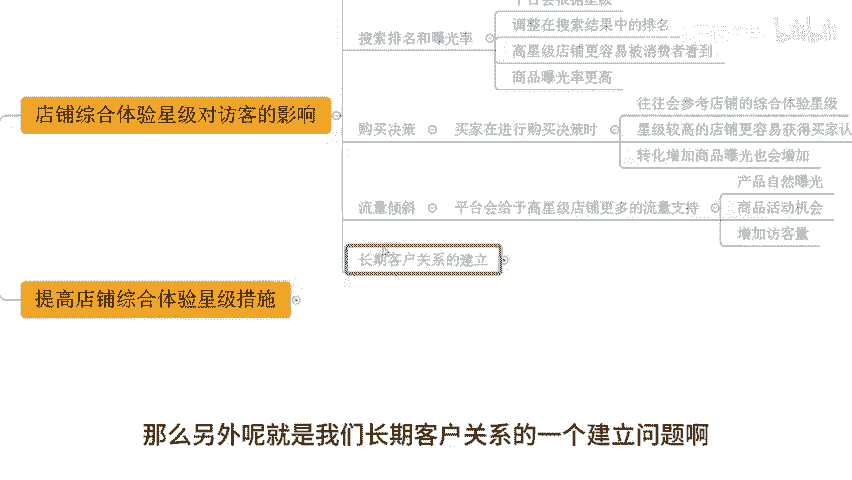 平台会根据星级
搜索排名和曝光率
调整在搜索结果中的排名
高星级店铺更容易被消费者看到
商品曝光率更高
店铺综合体验星级对访客的影响
购买决策
买家在进行购买决策时
往往会参考店铺的综合体验星级
星级较高的店铺更容易获得买家认
转化增加商品曝光也会增加
流量倾斜
平台会给予高星级店铺更多的流量支持
产品自然曝光
商品活动机会
增加访客量
长期客户关系的建立
提高店铺综合体验星级措施
那么另外呢就是我们长期客户关系的一个建立问题啊
bilibili